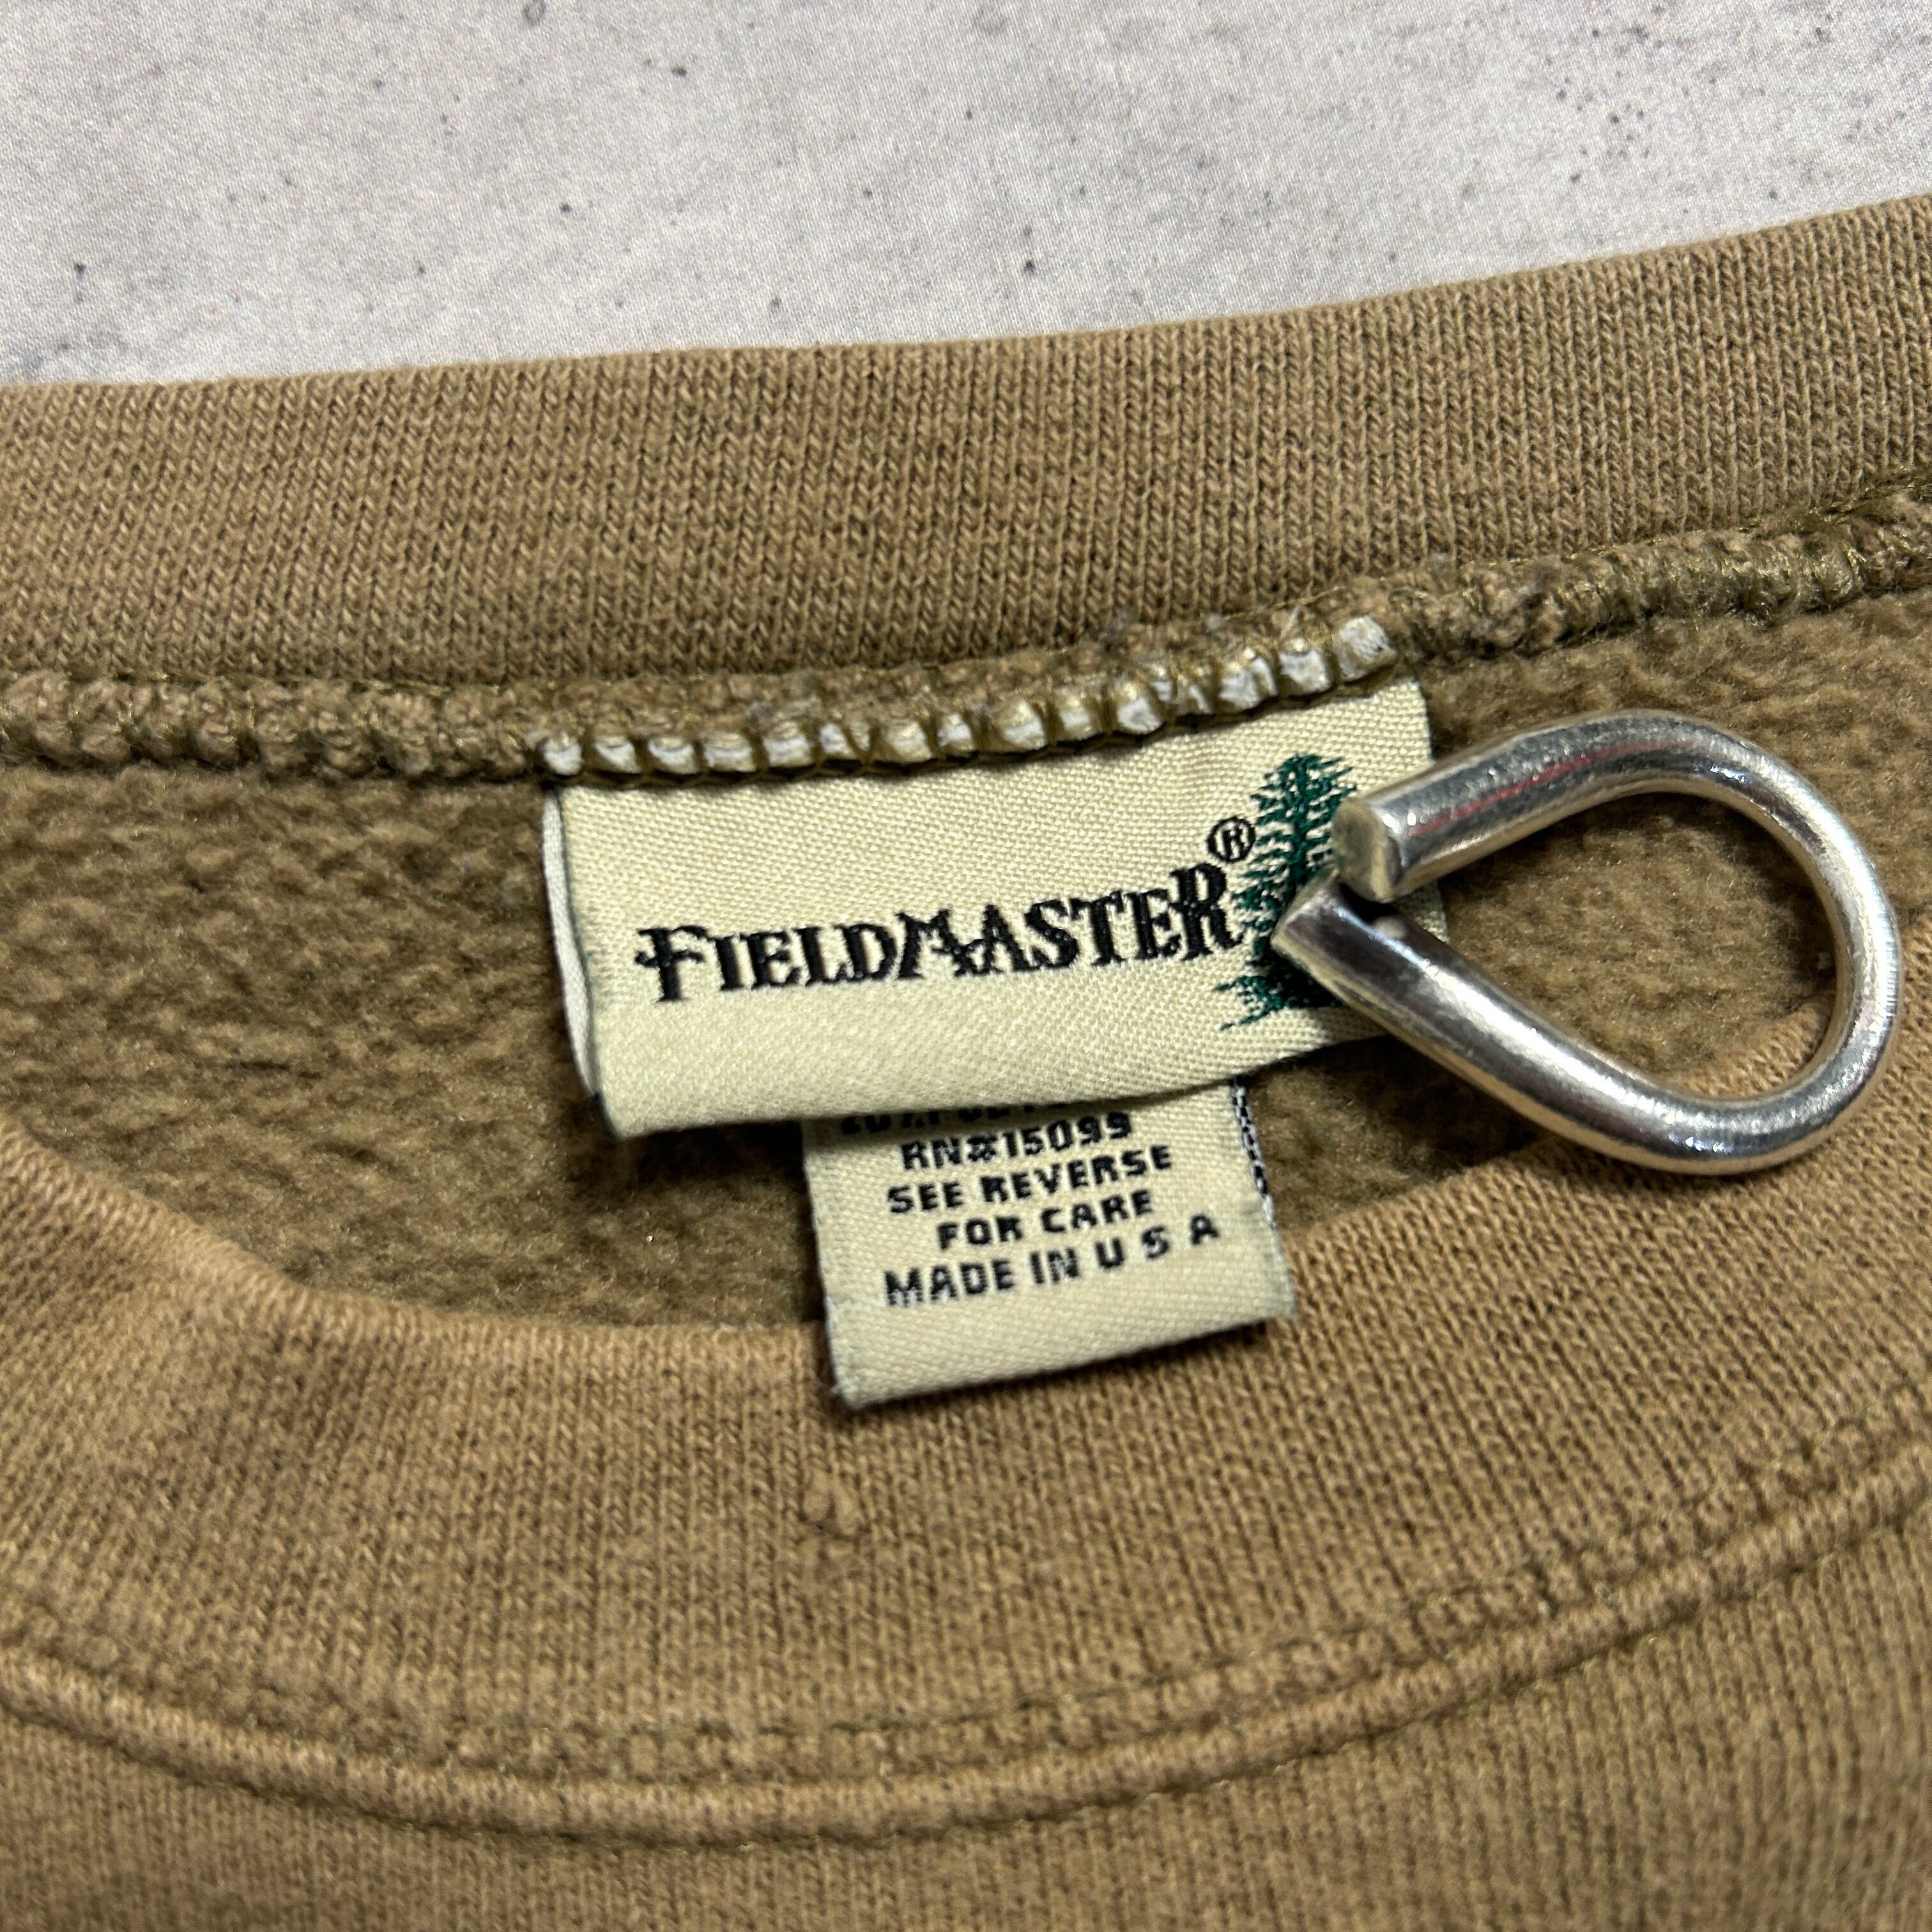 FIELDMASTER®
RN#15099
SEE REVERSE
FOR CARE
MADE IN U S A